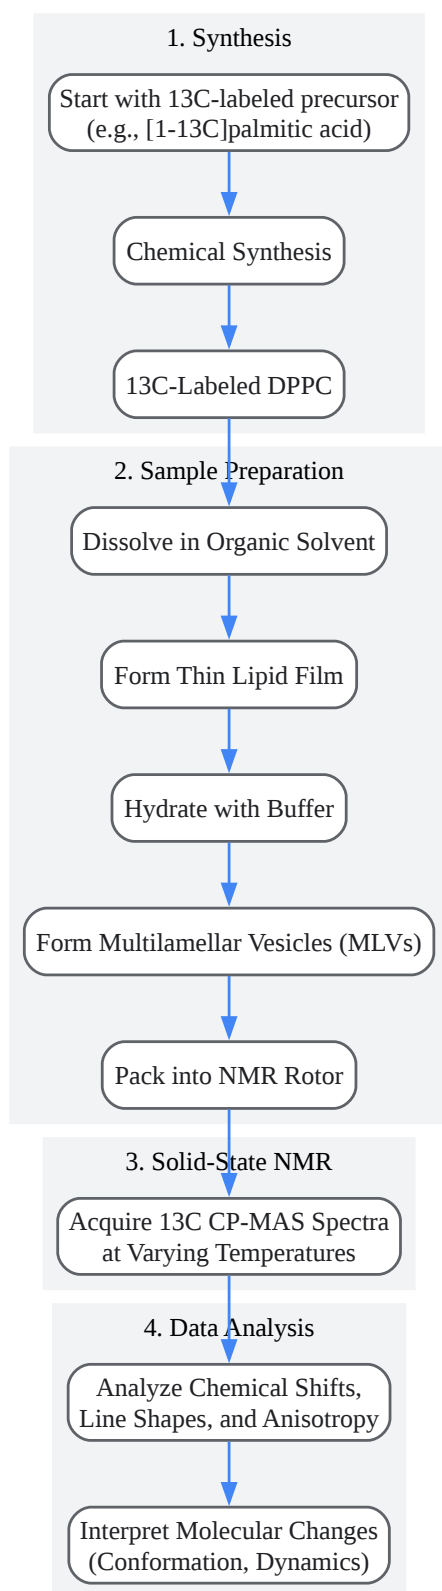 1. Synthesis
Start with 13C-labeled precursor
(e.g., [1-13C]palmitic acid)
Chemical Synthesis
13C-Labeled DPPC
2. Sample Preparation
Dissolve in Organic Solvent
Form Thin Lipid Film
Hydrate with Buffer
Form Multilamellar Vesicles (MLVs)
Pack into NMR Rotor
3. Solid-State NMR
Acquire 13C CP-MAS Spectra
at Varying Temperatures
4. Data Analysis
Analyze Chemical Shifts,
Line Shapes, and Anisotropy
Interpret Molecular Changes
(Conformation, Dynamics)